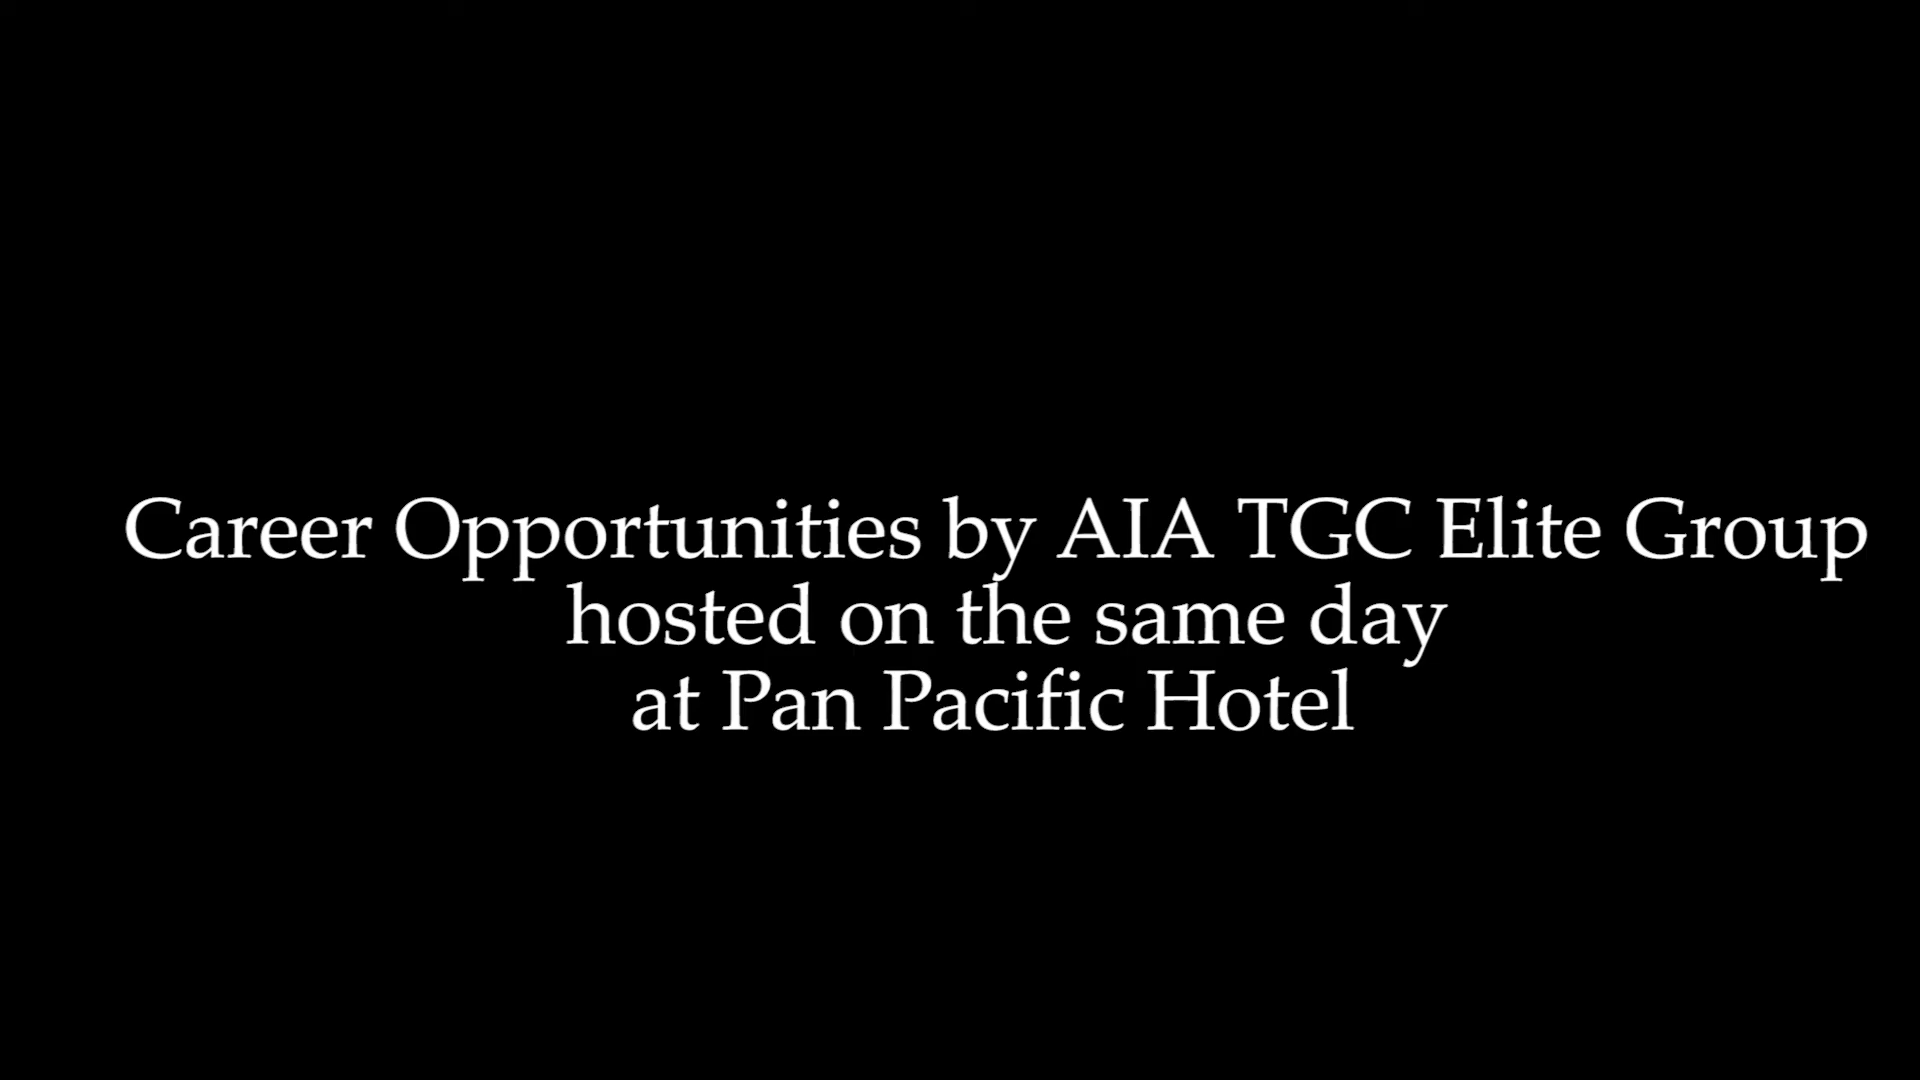 Career Opportunities by AIA TGC Elite Group
hosted on the same day
at Pan Pacific Hotel